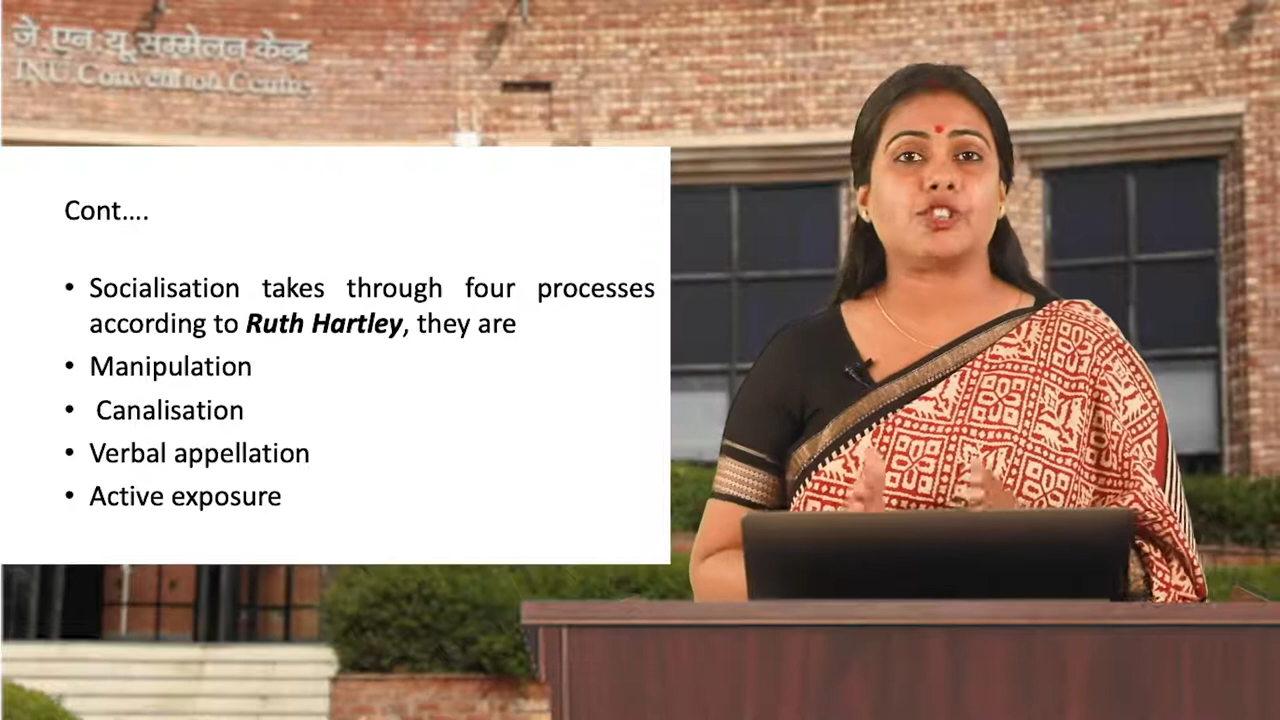 जे.एन.यू.सम्मेलन केन्द्र
JNU Convention Centre
Cont....
• Socialisation takes through four processes
according to Ruth Hartley, they are
• Manipulation
• Canalisation
• Verbal appellation
• Active exposure